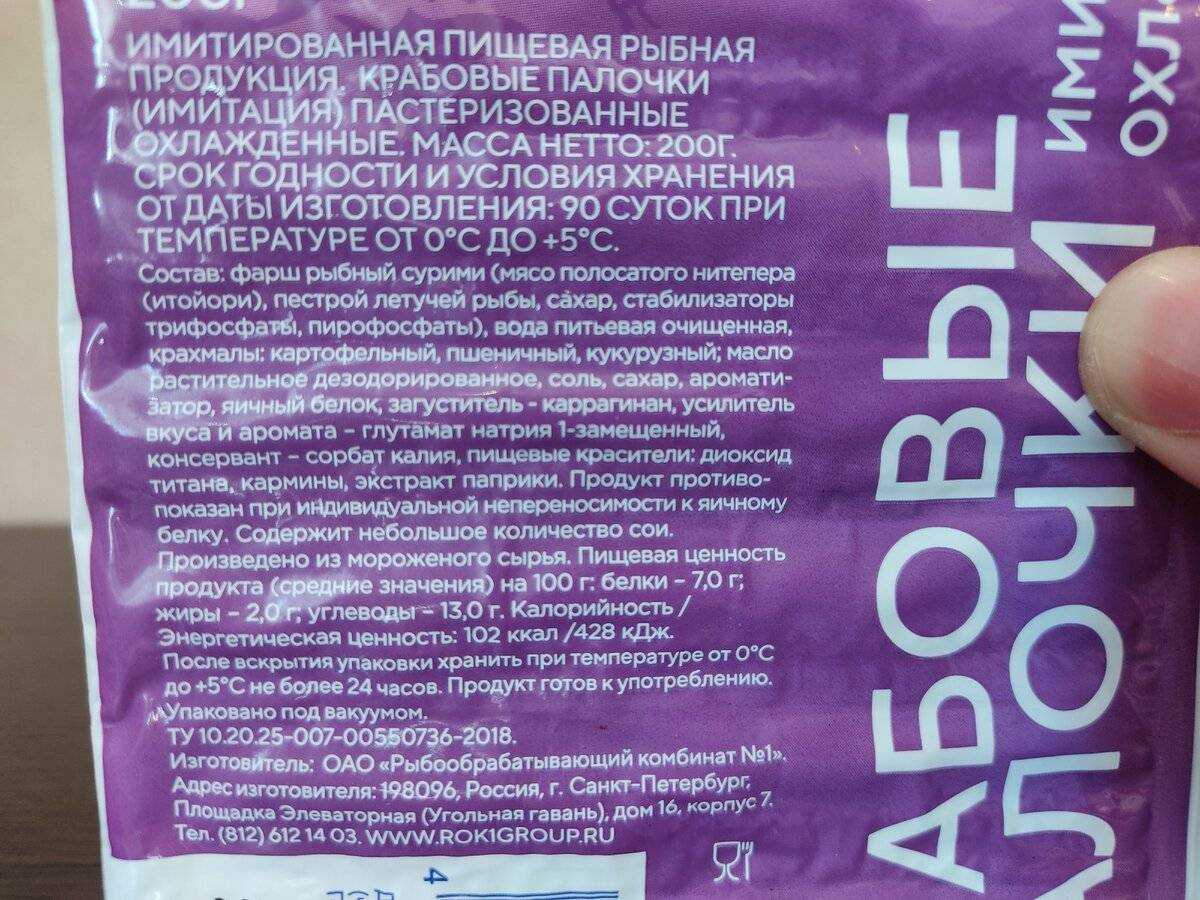 ИМИТИРОВАННАЯ ПИЩЕВАЯ РЫБНАЯ
ПРОДУКЦИЯ. КРАБОВЫЕ ПАЛОЧКИ
(ИМИТАЦИЯ) ПАСТЕРИЗОВАННЫЕ
ОХЛАЖДЕННЫЕ. МАССА НЕТТО: 200Г.
СРОК ГОДНОСТИ И УСЛОВИЯ ХРАНЕНИЯ
ОТ ДАТЫ ИЗГОТОВЛЕНИЯ: 90 СУТОК ПРИ
ТЕМПЕРАТУРЕ ОТ 0°С ДО +5°С.
Состав: фарш рыбный сурими (мясо полосатого нитепера
(итойори), пестрой летучей рыбы, сахар, стабилизаторы
трифосфаты, пирофосфаты), вода питьевая очищенная,
крахмалы: картофельный, пшеничный, кукурузный; масло
растительное дезодорированное, соль, сахар, аромати-
затор, яичный белок, загуститель - каррагинан, усилитель
вкуса и аромата – глутамат натрия 1-замещенный,
консервант – сорбат калия, пищевые красители: диоксид
титана, кармины, экстракт паприки. Продукт противо-
показан при индивидуальной непереносимости к яичному
белку. Содержит небольшое количество сои.
Произведено из мороженого сырья. Пищевая ценность
продукта (средние значения) на 100 г: белки – 7,0 г;
жиры – 2,0 г; углеводы – 13,0 г. Калорийность /
Энергетическая ценность: 102 ккал /428 кДж.
После вскрытия упаковки хранить при температуре от 0°С
до +5°С не более 24 часов. Продукт готов к употреблению.
Упаковано под вакуумом.
ТУ 10.20.25-007-00550736-2018.
Изготовитель: ОАО «Рыбообрабатывающий комбинат №1».
Адрес изготовителя: 198096, Россия, г. Санкт-Петербург,
Площадка Элеваторная (Угольная гавань), дом 16, корпус 7.
Тел. (812) 612 14 03. WWW.ROK1GROUP.RU
АБОВЫЕ
АЛОЧКИ
ИМИ
ОХЛ
4